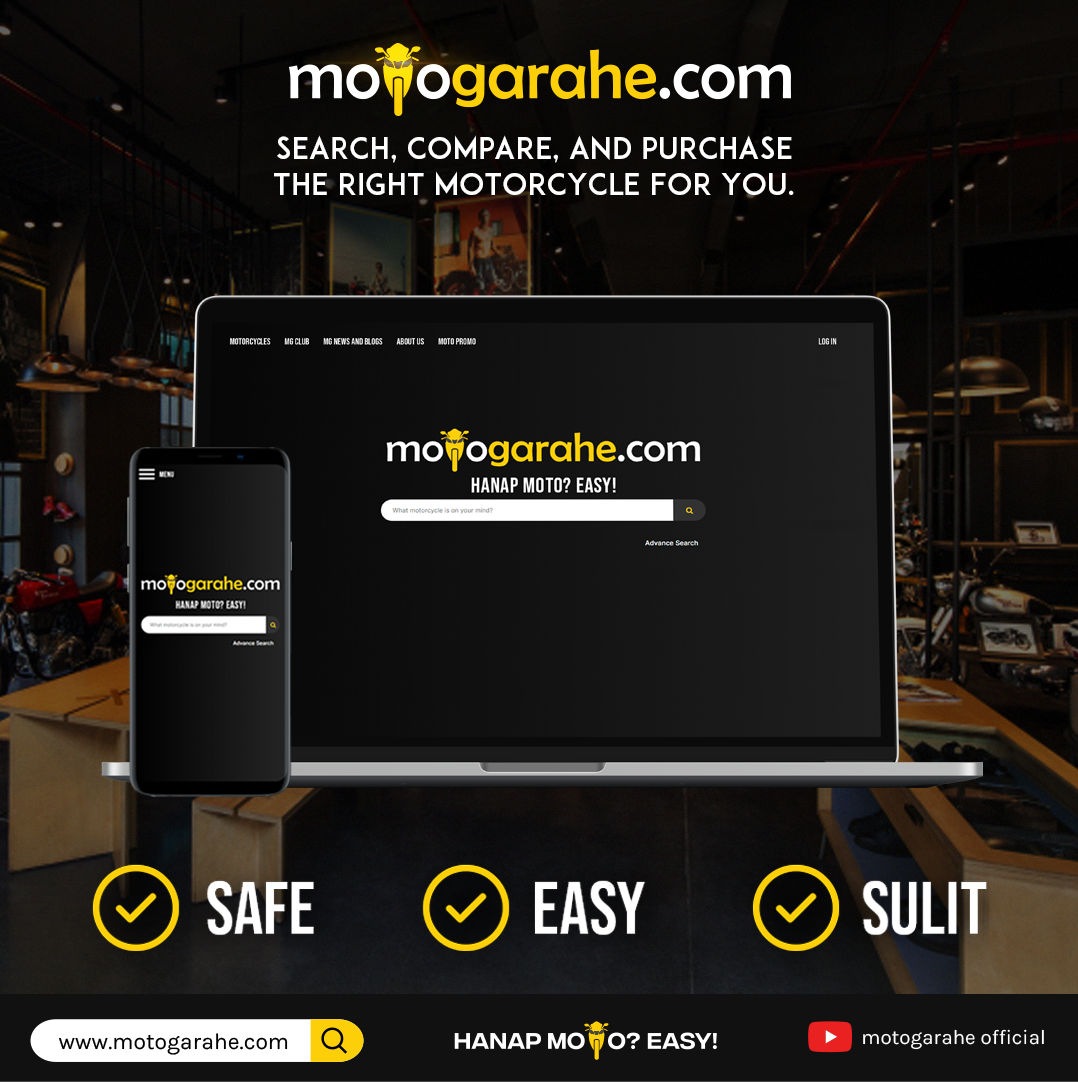 motogarahe.com
SEARCH, COMPARE, AND PURCHASE
THE RIGHT MOTORCYCLE FOR YOU.
MOTORCYCLES MG CLUB MG NEWS AND BLOGS ABOUT US MOTO PROMO LOG IN
motogarahe.com
HANAP MOTO? EASY!
What motorcycle is on your mind?
Advance Search
MENU
motogarahe.com
HANAP MOTO? EASY!
What motorcycle is on your mind?
Advance Search
SAFE EASY SULIT
www.motogarahe.com HANAP MOTO? EASY! motogarahe official